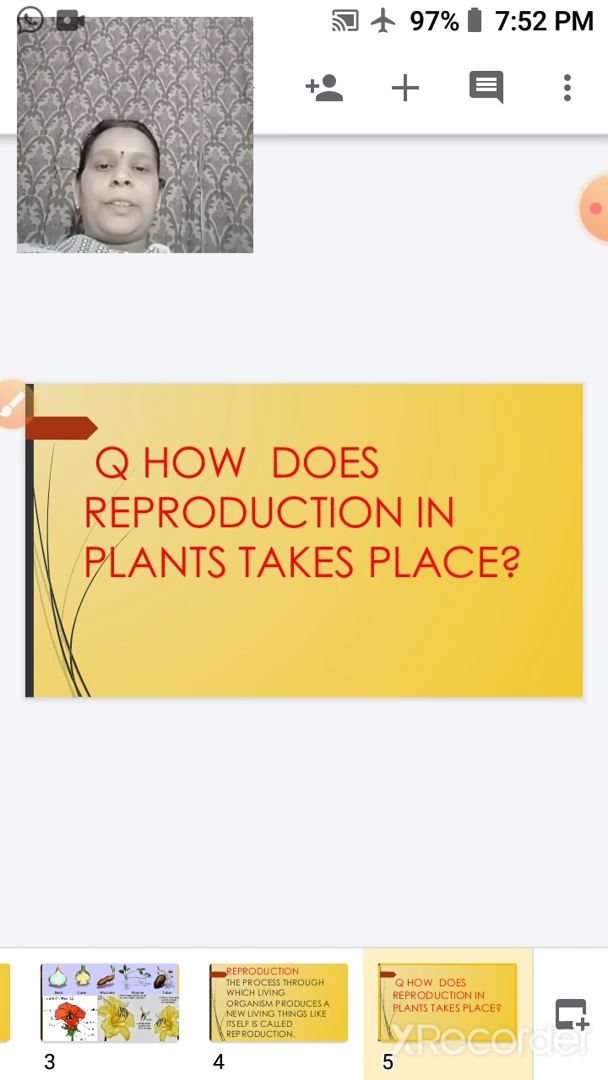 97% 7:52 PM
Q HOW DOES
REPRODUCTION IN
PLANTS TAKES PLACE?
REPRODUCTION
THE PROCESS THROUGH
WHICH LIVING
ORGANISM PRODUCES A
NEW LIVING THINGS LIKE
ITSELF IS CALLED
REPRODUCTION.
Q HOW DOES
REPRODUCTION IN
PLANTS TAKES PLACE?
3
4
5
XRecorder